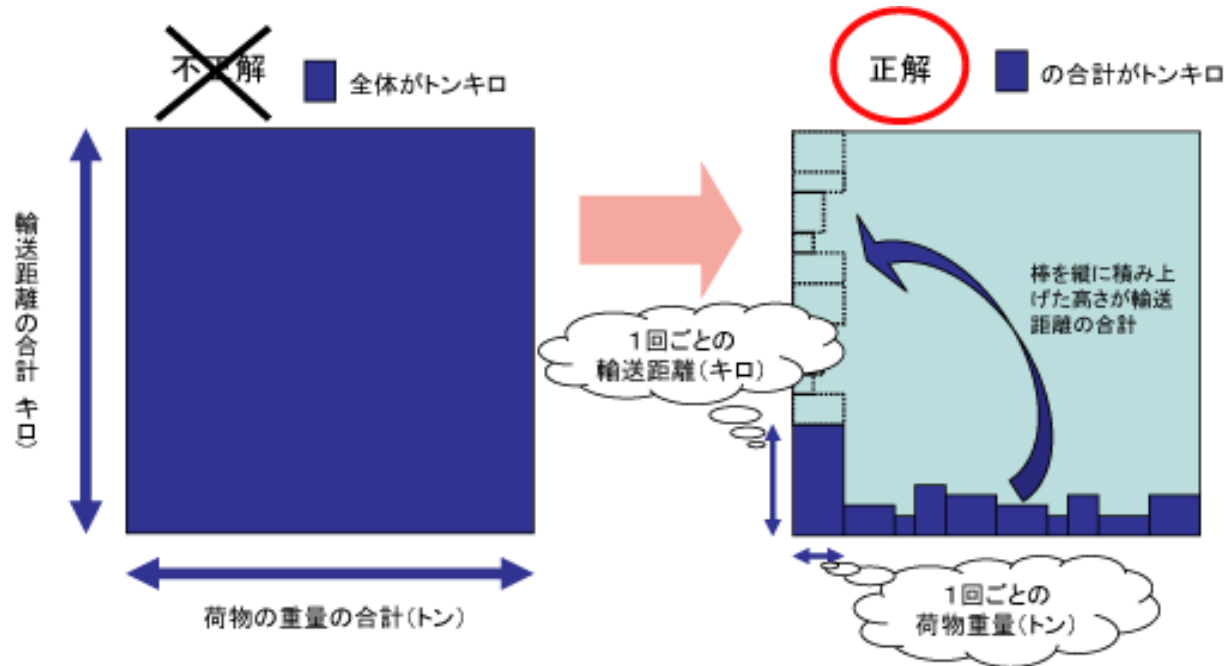 不正解
全体がトンキロ
輸送距離の合計 キロ)
荷物の重量の合計(トン)
正解
の合計がトンキロ
棒を縦に積み上
げた高さが輸送
距離の合計
1回ごとの
輸送距離(キロ)
1回ごとの
荷物重量(トン)